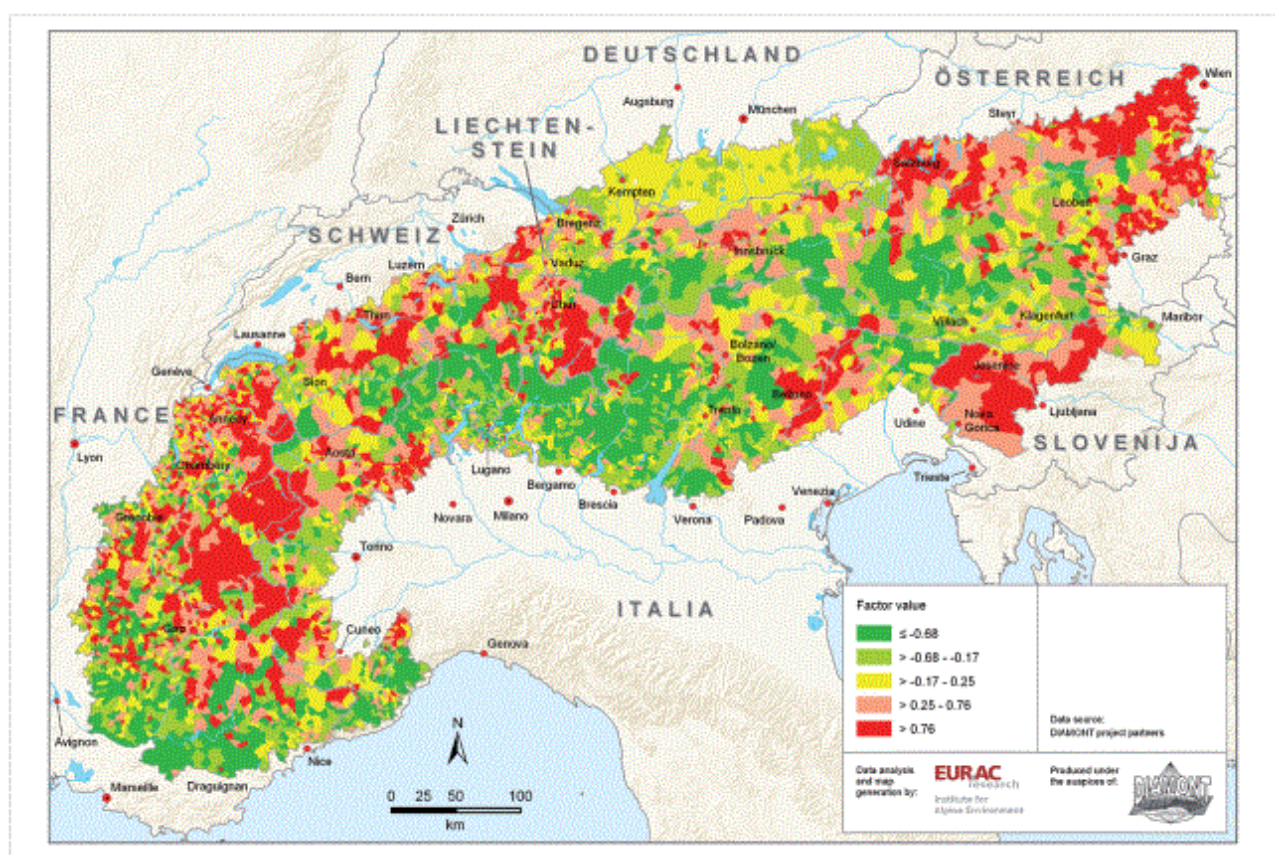 DEUTSCHLAND
ÖSTERREICH
Wien
Augsburg
München
Steyr
LIECHTEN-
STEIN
Salzburg
Kempten
Leoben
Zürich
Bregenz
SCHWEIZ
Innsbruck
Luzern
Vaduz
Graz
Bern
Chur
Thun
Villach
Klagenfurt
Maribor
Lausanne
Bolzano/
Bozen
Jesenice
Genève
Sion
Belluno
Trento
FRANCE
Annecy
Udine
Nova
Gorica
Ljubljana
SLOVENIJA
Lyon
Aosta
Chambery
Lugano
Trieste
Bergamo
Brescia
Venezia
Grenoble
Novara
Milano
Verona
Padova
Torino
ITALIA
Gap
Cuneo
Genova
Avignon
Nice
Marseille
Draguignan
N
0 25 50 100
km
Factor value
≤ -0.68
> -0.68 - -0.17
> -0.17 - 0.25
> 0.25 - 0.76
> 0.76
Data source:
DIAMONT project partners
Data analysis
and map
generation by:
EURAC
research
Institute for
Alpine Environment
Produced under
the auspices of:
DIAMONT